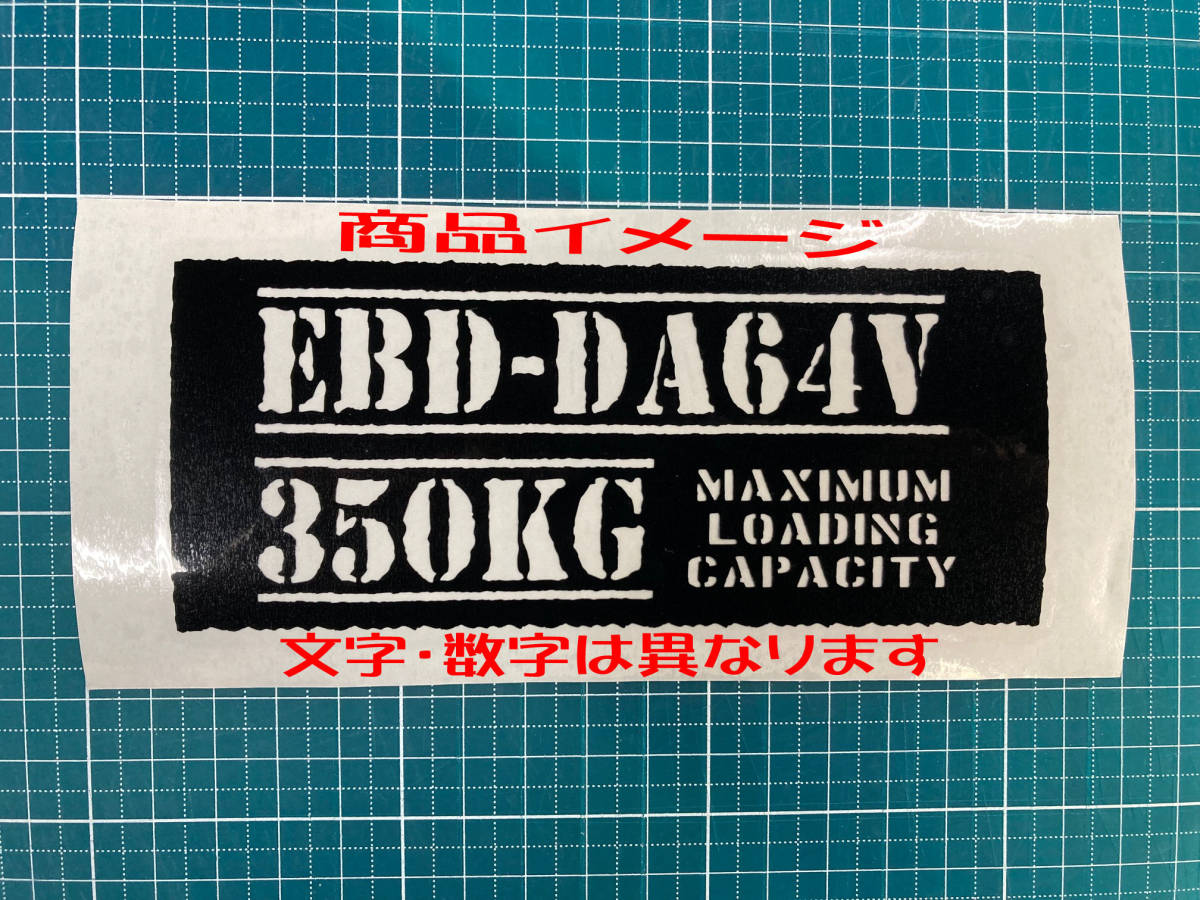 商品イメージ
EBD-DA64V
350KG
MAXIMUM
LOADING
CAPACITY
文字・数字は異なります